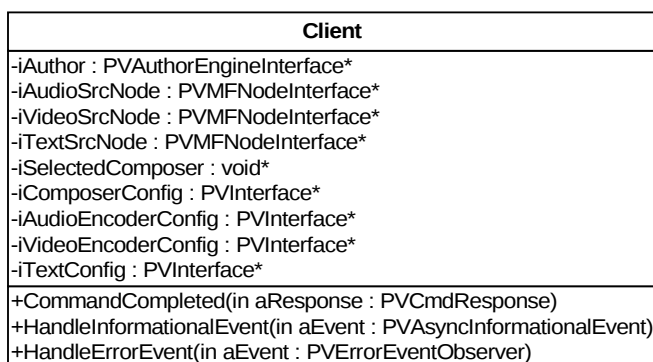 Client
-iAuthor : PVAuthorEngineInterface*
-iAudioSrcNode : PVMFNodeInterface*
-iVideoSrcNode : PVMFNodeInterface*
-iTextSrcNode : PVMFNodeInterface*
-iSelectedComposer : void*
-iComposerConfig : PVInterface*
-iAudioEncoderConfig : PVInterface*
-iVideoEncoderConfig : PVInterface*
-iTextConfig : PVInterface*
+CommandCompleted(in aResponse : PVCmdResponse)
+HandleInformationalEvent(in aEvent : PVAsyncInformationalEvent)
+HandleErrorEvent(in aEvent : PVErrorEventObserver)